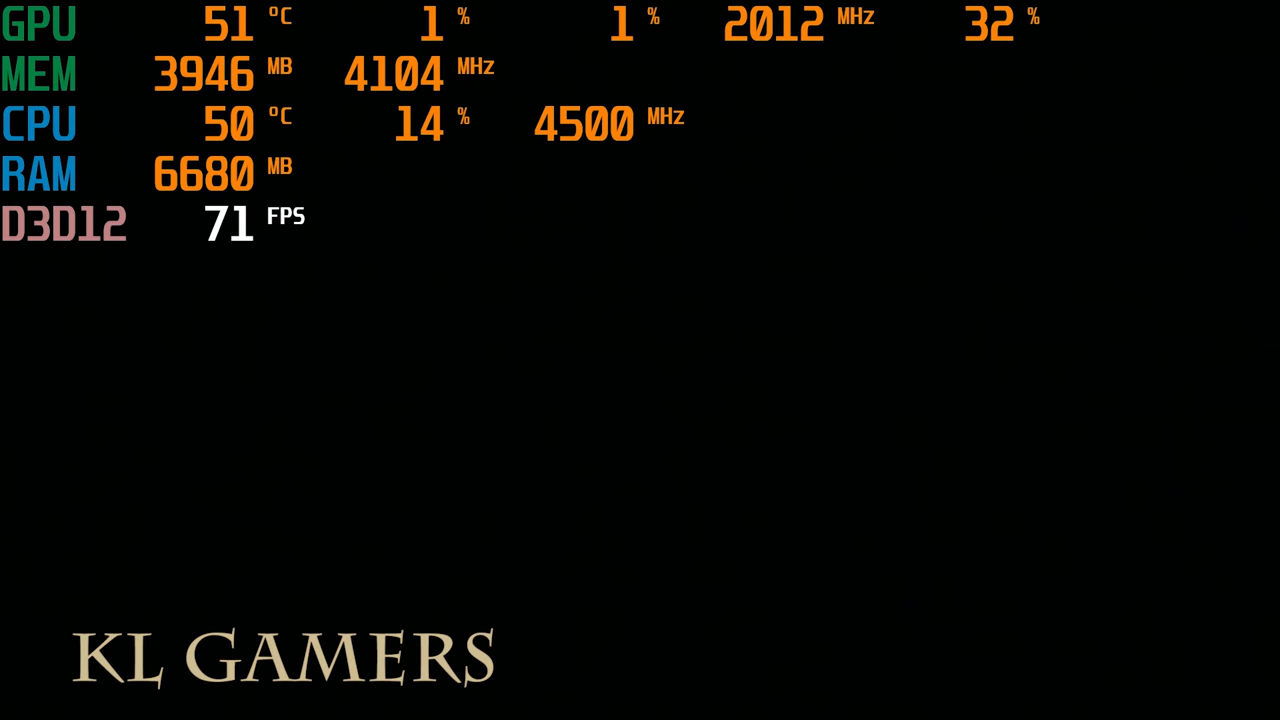 GPU 51 °C 1 % 1 % 2012 MHz 32 %
MEM 3946 MB 4104 MHz
CPU 50 °C 14 % 4500 MHz
RAM 6680 MB
D3D12 71 FPS
KL GAMERS